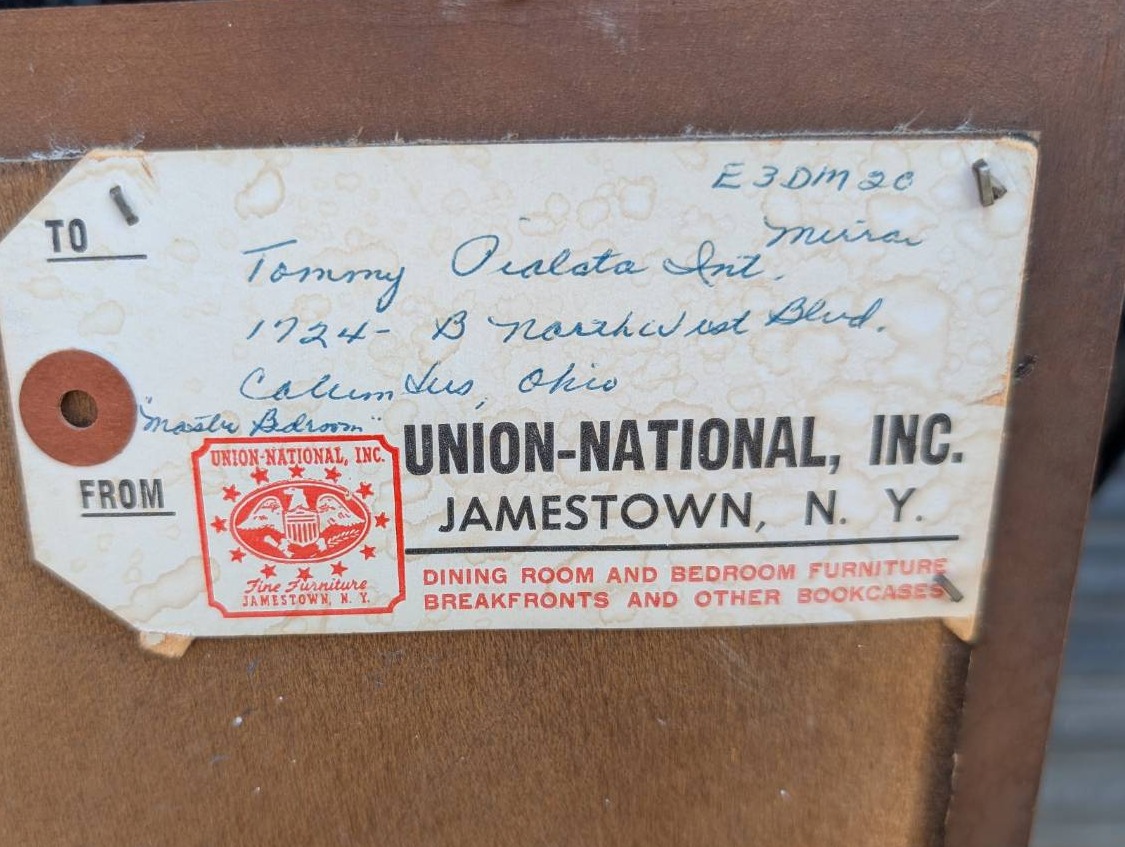 E3DM20
Mirror
TO
Tommy Pialata Int.
1724- B Northwest Blvd.
Columbus, Ohio
"Master Bedroom"
FROM
UNION-NATIONAL, INC.
Fine Furniture
JAMESTOWN, N. Y.
UNION-NATIONAL, INC.
JAMESTOWN, N. Y.
DINING ROOM AND BEDROOM FURNITURE
BREAKFRONTS AND OTHER BOOKCASES